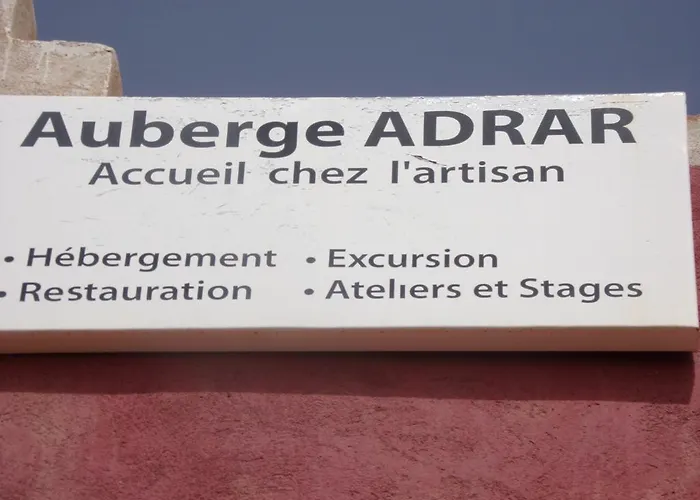 Auberge ADRAR
Accueil chez l'artisan
• Hébergement • Excursion
• Restauration • Ateliers et Stages